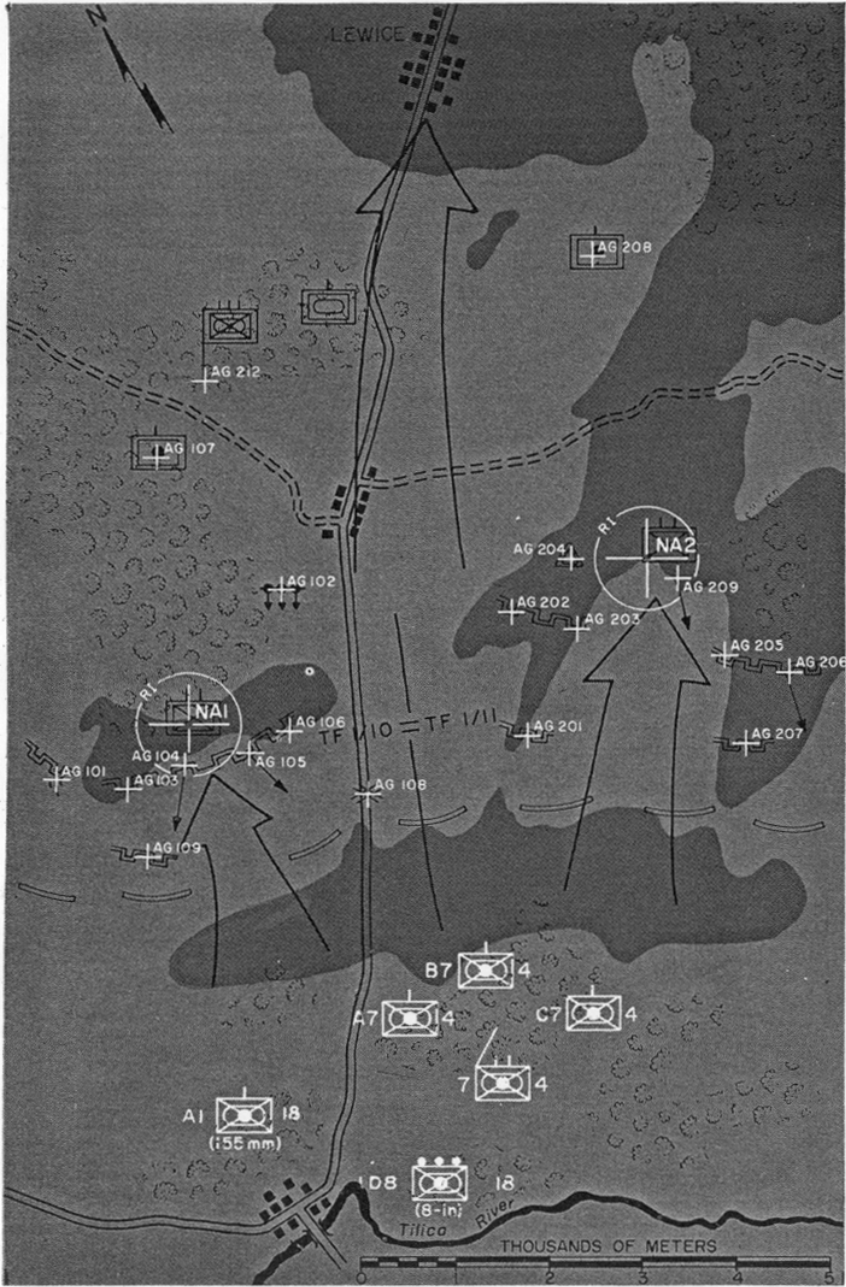 N
LEWICE
AG 208
AG 212
AG 107
RI
AG 204
NA2
AG 102
AG 209
AG 202
AG 203
AG 205
AG 206
RI
NA1
AG 106
TF 1/10 = TF 1/11
AG 201
AG 207
AG 104
AG 105
AG 101
AG 103
AG 108
AG 109
B7 4
A7 4
C7 4
7 4
A1 18
(155 mm)
1D8 18
(8-in)
Tilica River
THOUSANDS OF METERS
0 1 2 3 4 5